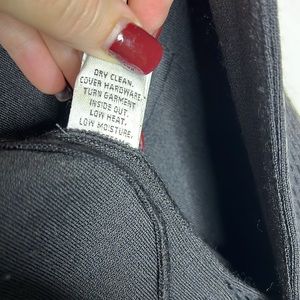 DRY CLEAN.
COVER HARDWARE.
TURN GARMENT
INSIDE OUT.
LOW HEAT.
LOW MOISTURE.